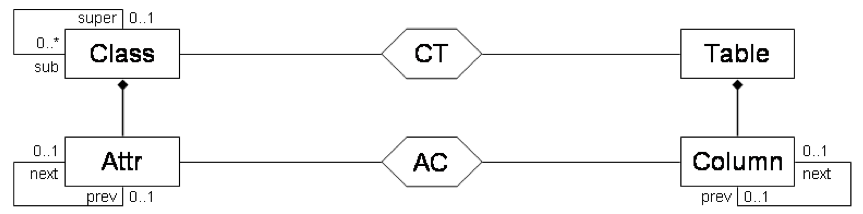 super 0..1
0..*
Class CT Table
sub
0..1 Attr AC Column 0..1
next next
prev 0..1 prev 0..1